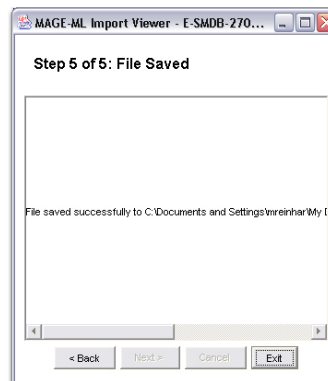 MAGE-ML Import Viewer - E-SMDB-270...
Step 5 of 5: File Saved
File saved successfully to C:\Documents and Settings\mreinhar\My
< Back Next > Cancel Exit